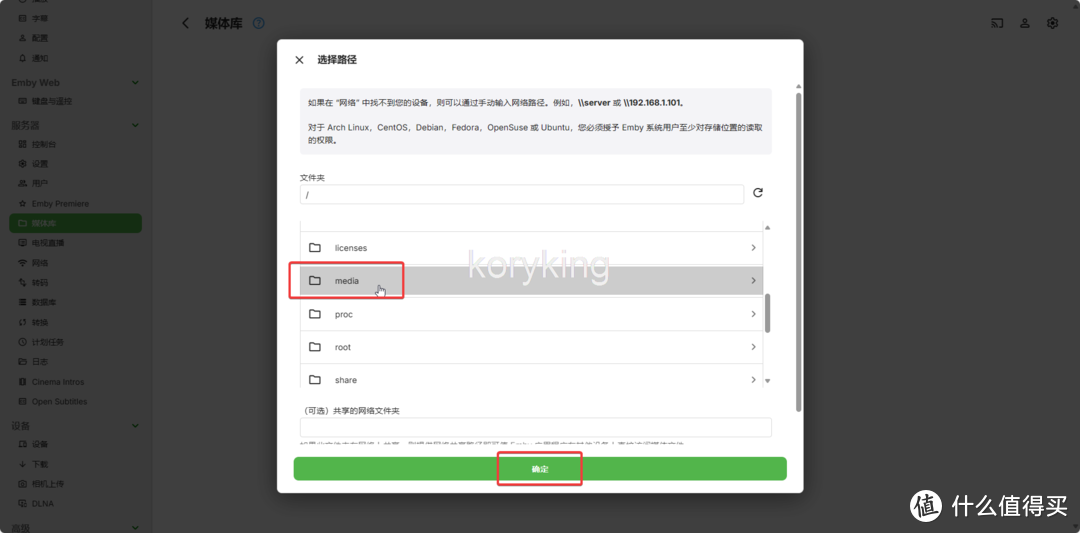 字幕
配置
通知
Emby Web
键盘与遥控
服务器
控制台
设置
用户
Emby Premiere
媒体库
电视直播
网络
转码
数据库
转换
计划任务
日志
Cinema Intros
Open Subtitles
设备
设备
下载
相机上传
DLNA
高级
媒体库
选择路径
如果在 “网络” 中找不到您的设备，则可以通过手动输入网络路径。例如，\\server 或 \\192.168.1.101。
对于 Arch Linux，CentOS，Debian，Fedora，OpenSuse 或 Ubuntu，您必须授予 Emby 系统用户至少对存储位置的读取
的权限。
文件夹
/
licenses
media
proc
root
share
（可选）共享的网络文件夹
确定
koryking
值 什么值得买